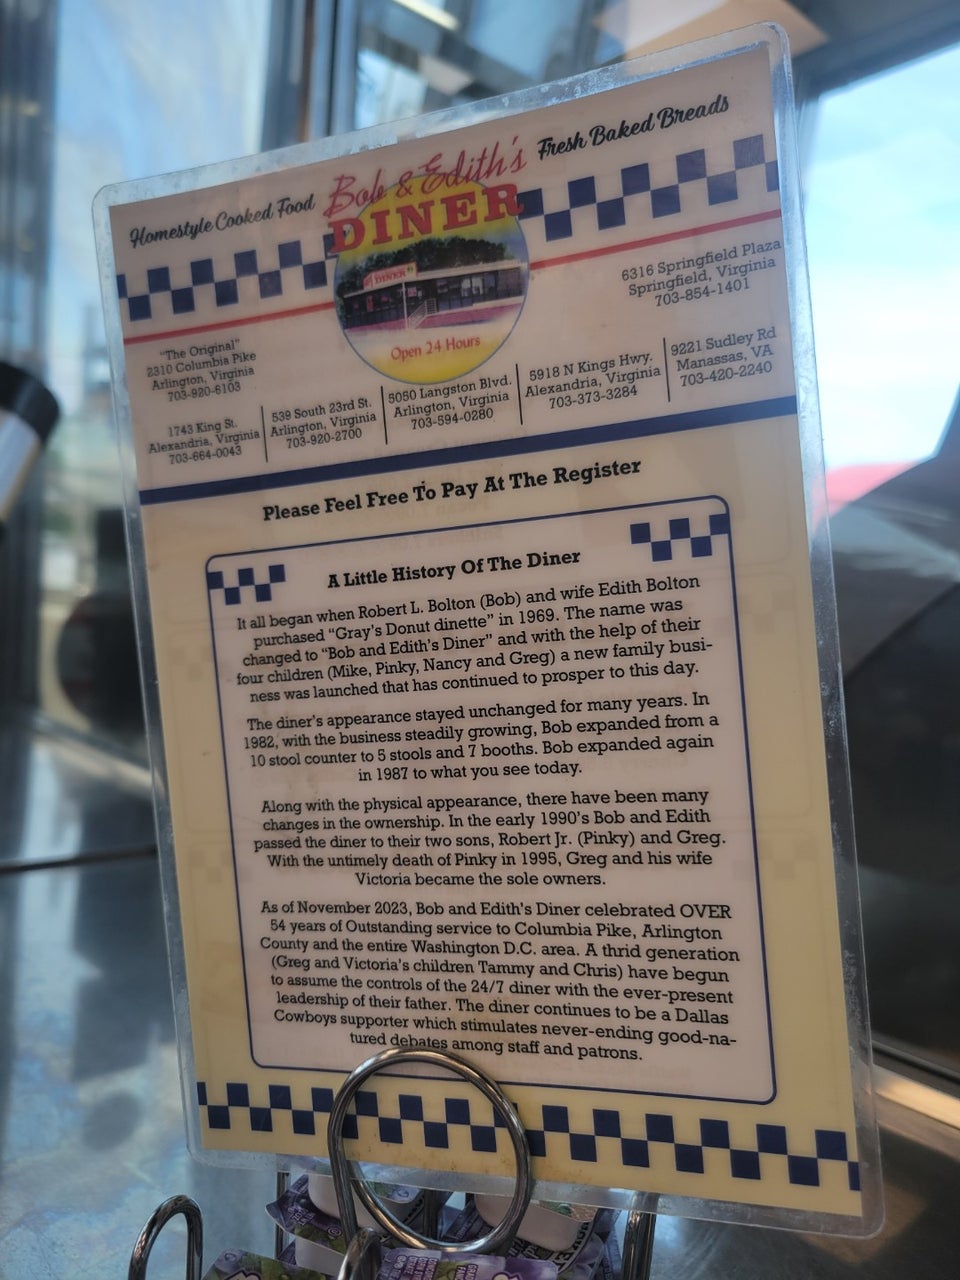 Homestyle Cooked Food
Bob & Edith's
Fresh Baked Breads
DINER
DINER
Open 24 Hours
6316 Springfield Plaza
Springfield, Virginia
703-854-1401
"The Original"
2310 Columbia Pike
Arlington, Virginia
703-920-6103
1743 King St.
Alexandria, Virginia
703-664-0043
539 South 23rd St.
Arlington, Virginia
703-920-2700
5050 Langston Blvd.
Arlington, Virginia
703-594-0280
5918 N Kings Hwy.
Alexandria, Virginia
703-373-3284
9221 Sudley Rd
Manassas, VA
703-420-2240
Please Feel Free To Pay At The Register
A Little History Of The Diner
It all began when Robert L. Bolton (Bob) and wife Edith Bolton
purchased “Gray’s Donut dinette” in 1969. The name was
changed to “Bob and Edith’s Diner” and with the help of their
four children (Mike, Pinky, Nancy and Greg) a new family busi-
ness was launched that has continued to prosper to this day.
The diner’s appearance stayed unchanged for many years. In
1982, with the business steadily growing, Bob expanded from a
10 stool counter to 5 stools and 7 booths. Bob expanded again
in 1987 to what you see today.
Along with the physical appearance, there have been many
changes in the ownership. In the early 1990’s Bob and Edith
passed the diner to their two sons, Robert Jr. (Pinky) and Greg.
With the untimely death of Pinky in 1995, Greg and his wife
Victoria became the sole owners.
As of November 2023, Bob and Edith’s Diner celebrated OVER
54 years of Outstanding service to Columbia Pike, Arlington
County and the entire Washington D.C. area. A thrid generation
(Greg and Victoria’s children Tammy and Chris) have begun
to assume the controls of the 24/7 diner with the ever-present
leadership of their father. The diner continues to be a Dallas
Cowboys supporter which stimulates never-ending good-na-
tured debates among staff and patrons.